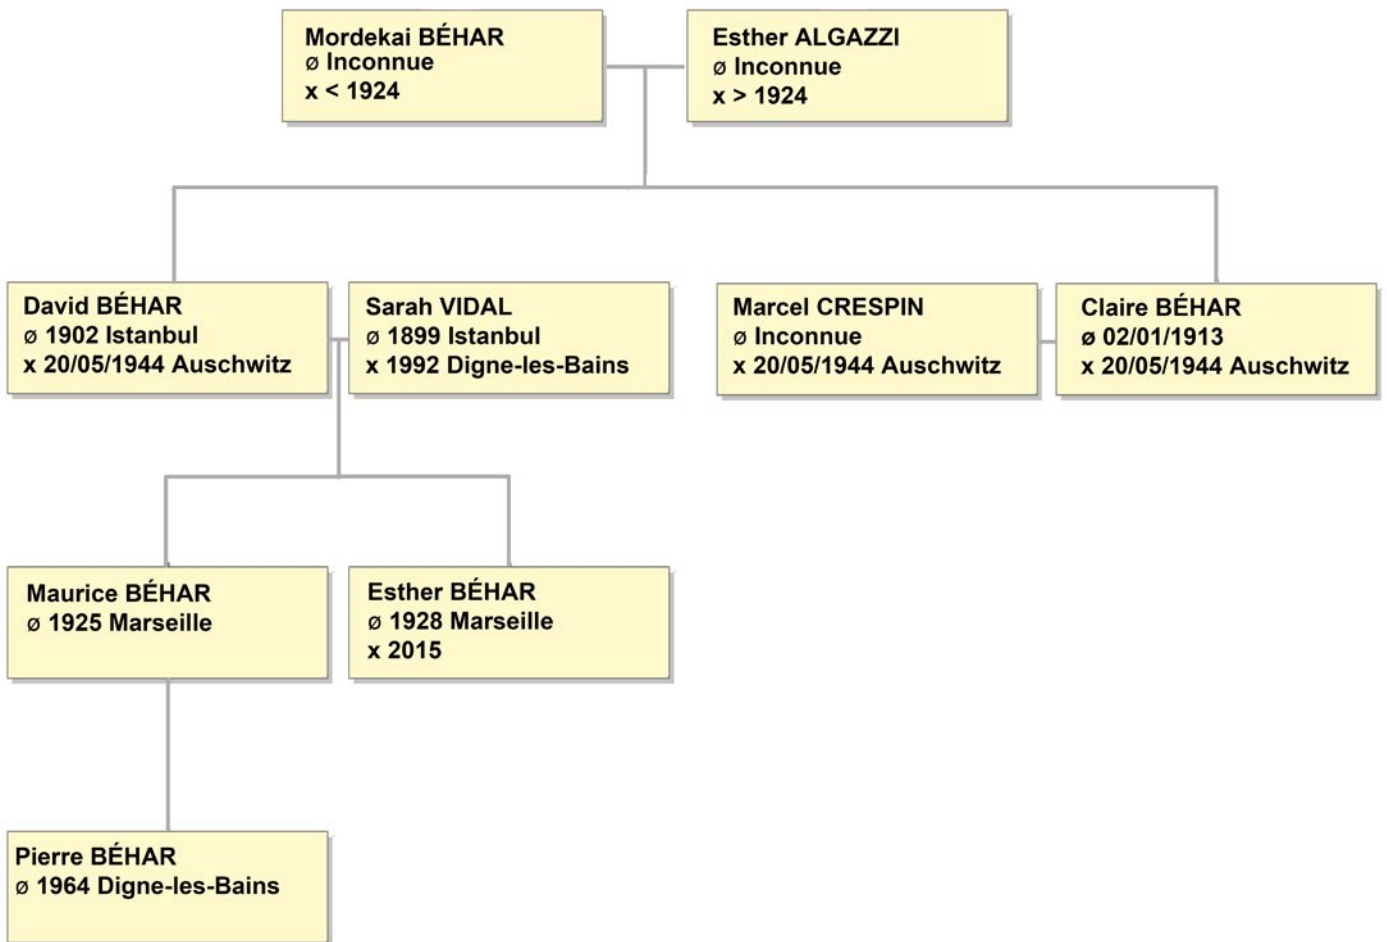 Mordekai BÉHAR
ø Inconnue
x < 1924
Esther ALGAZZI
ø Inconnue
x > 1924
David BÉHAR
ø 1902 Istanbul
x 20/05/1944 Auschwitz
Sarah VIDAL
ø 1899 Istanbul
x 1992 Digne-les-Bains
Marcel CRESPIN
ø Inconnue
x 20/05/1944 Auschwitz
Claire BÉHAR
ø 02/01/1913
x 20/05/1944 Auschwitz
Maurice BÉHAR
ø 1925 Marseille
Esther BÉHAR
ø 1928 Marseille
x 2015
Pierre BÉHAR
ø 1964 Digne-les-Bains